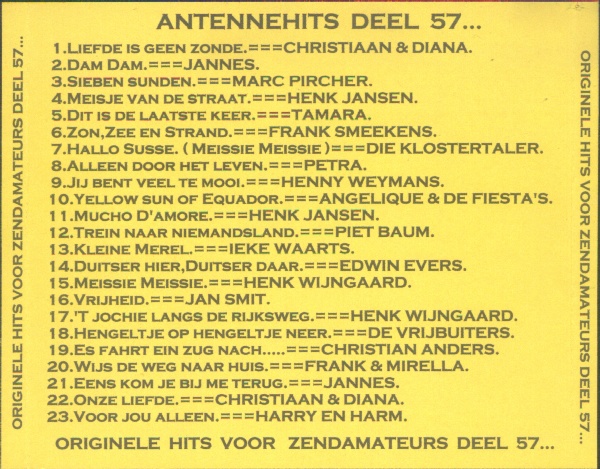 ANTENNEHITS DEEL 57...
1.LIEFDE IS GEEN ZONDE.===CHRISTIAAN & DIANA.
2.DAM DAM.===JANNES.
3.SIEBEN SUNDEN.===MARC PIRCHER.
4.MEISJE VAN DE STRAAT.===HENK JANSEN.
5.DIT IS DE LAATSTE KEER.===TAMARA.
6.ZON,ZEE EN STRAND.===FRANK SMEEKENS.
7.HALLO SUSSE. ( MEISSIE MEISSIE )===DIE KLOSTERTALER.
8.ALLEEN DOOR HET LEVEN.===PETRA.
9.JIJ BENT VEEL TE MOOI.===HENNY WEYMANS.
10.YELLOW SUN OF EQUADOR.===ANGELIQUE & DE FIESTA'S.
11.MUCHO D'AMORE.===HENK JANSEN.
12.TREIN NAAR NIEMANDSLAND.===PIET BAUM.
13.KLEINE MEREL.===IEKE WAARTS.
14.DUITSER HIER,DUITSER DAAR.===EDWIN EVERS.
15.MEISSIE MEISSIE.===HENK WIJNGAARD.
16.VRIJHEID.===JAN SMIT.
17.'T JOCHIE LANGS DE RIJKSWEG.===HENK WIJNGAARD.
18.HENGELTJE OP HENGELTJE NEER.===DE VRIJBUITERS.
19.ES FAHRT EIN ZUG NACH.....===CHRISTIAN ANDERS.
20.WIJS DE WEG NAAR HUIS.===FRANK & MIRELLA.
21.EENS KOM JE BIJ ME TERUG.===JANNES.
22.ONZE LIEFDE.===CHRISTIAAN & DIANA.
23.VOOR JOU ALLEEN.===HARRY EN HARM.
ORIGINELE HITS VOOR ZENDAMATEURS DEEL 57...
ORIGINELE HITS VOOR ZENDAMATEURS DEEL 57...
ORIGINELE HITS VOOR ZENDAMATEURS DEEL 57...